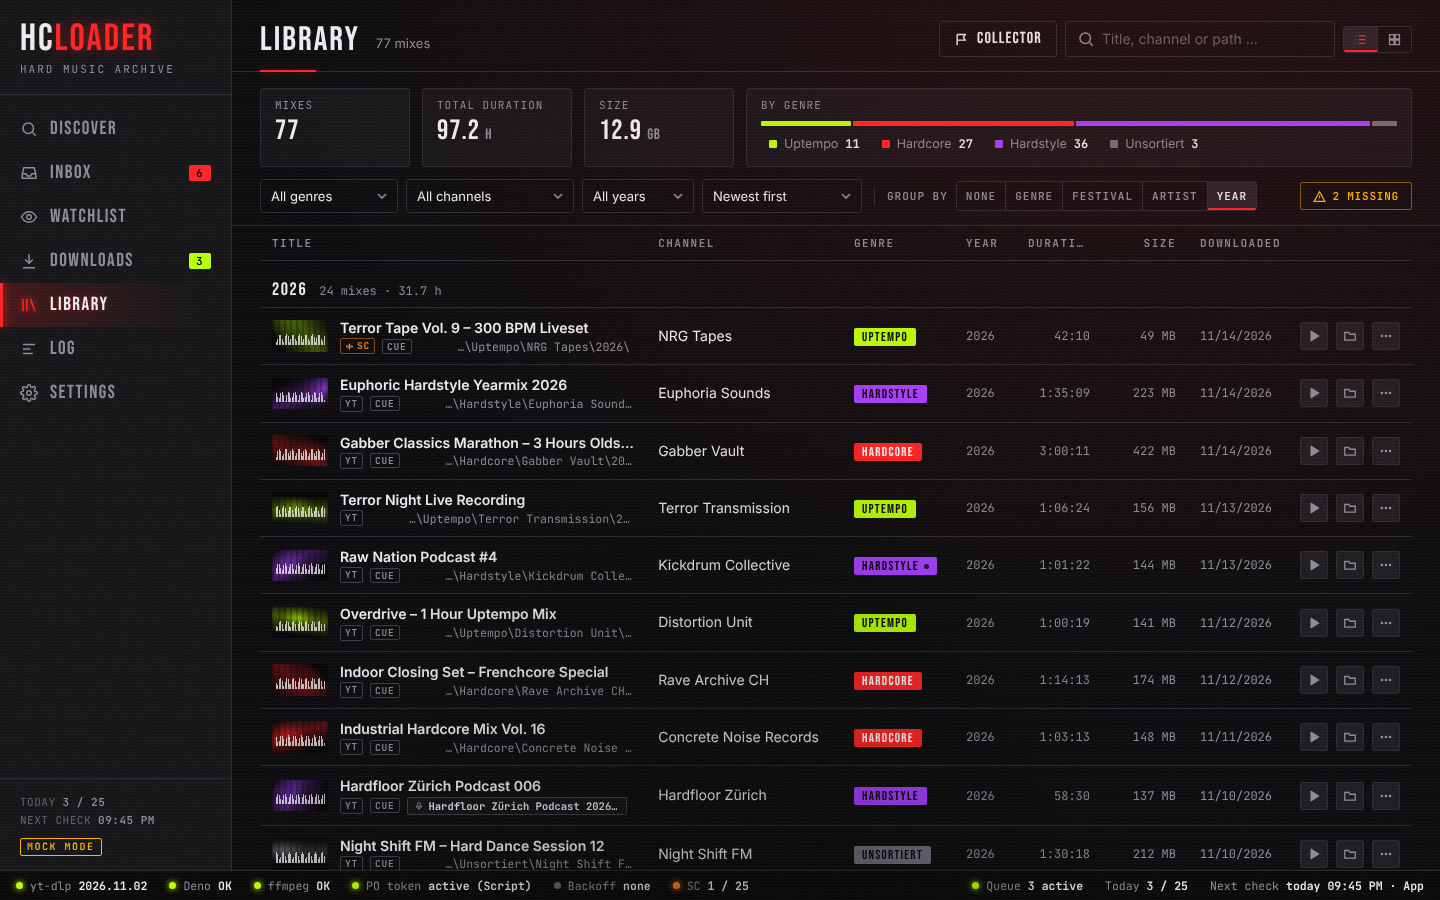 HCLOADER
HARD MUSIC ARCHIVE
DISCOVER
INBOX 6
WATCHLIST
DOWNLOADS 3
LIBRARY
LOG
SETTINGS
TODAY 3 / 25
NEXT CHECK 09:45 PM
MOCK MODE
LIBRARY 77 mixes
COLLECTOR
Title, channel or path ...
MIXES
77
TOTAL DURATION
97.2 H
SIZE
12.9 GB
BY GENRE
Uptempo 11 Hardcore 27 Hardstyle 36 Unsortiert 3
All genres All channels All years Newest first GROUP BY NONE GENRE FESTIVAL ARTIST YEAR 2 MISSING
TITLE CHANNEL GENRE YEAR DURATI… SIZE DOWNLOADED
2026 24 mixes · 31.7 h
Terror Tape Vol. 9 – 300 BPM Liveset
SC CUE …\Uptempo\NRG Tapes\2026\
NRG Tapes UPTEMPO 2026 42:10 49 MB 11/14/2026
Euphoric Hardstyle Yearmix 2026
YT CUE …\Hardstyle\Euphoria Sound…
Euphoria Sounds HARDSTYLE 2026 1:35:09 223 MB 11/14/2026
Gabber Classics Marathon – 3 Hours Olds…
YT CUE …\Hardcore\Gabber Vault\20…
Gabber Vault HARDCORE 2026 3:00:11 422 MB 11/14/2026
Terror Night Live Recording
YT …\Uptempo\Terror Transmission\2…
Terror Transmission UPTEMPO 2026 1:06:24 156 MB 11/13/2026
Raw Nation Podcast #4
YT CUE …\Hardstyle\Kickdrum Colle…
Kickdrum Collective HARDSTYLE 2026 1:01:22 144 MB 11/13/2026
Overdrive – 1 Hour Uptempo Mix
YT CUE …\Uptempo\Distortion Unit\…
Distortion Unit UPTEMPO 2026 1:00:19 141 MB 11/12/2026
Indoor Closing Set – Frenchcore Special
YT CUE …\Hardcore\Rave Archive CH…
Rave Archive CH HARDCORE 2026 1:14:13 174 MB 11/12/2026
Industrial Hardcore Mix Vol. 16
YT CUE …\Hardcore\Concrete Noise …
Concrete Noise Records HARDCORE 2026 1:03:13 148 MB 11/11/2026
Hardfloor Zürich Podcast 006
YT CUE Hardfloor Zürich Podcast 2026…
Hardfloor Zürich HARDSTYLE 2026 58:30 137 MB 11/10/2026
Night Shift FM – Hard Dance Session 12
YT CUE …\Unsortiert\Night Shift F…
Night Shift FM UNSORTIERT 2026 1:30:18 212 MB 11/10/2026
yt-dlp 2026.11.02 Deno OK ffmpeg OK PO token active (Script) Backoff none SC 1 / 25 Queue 3 active Today 3 / 25 Next check today 09:45 PM · App